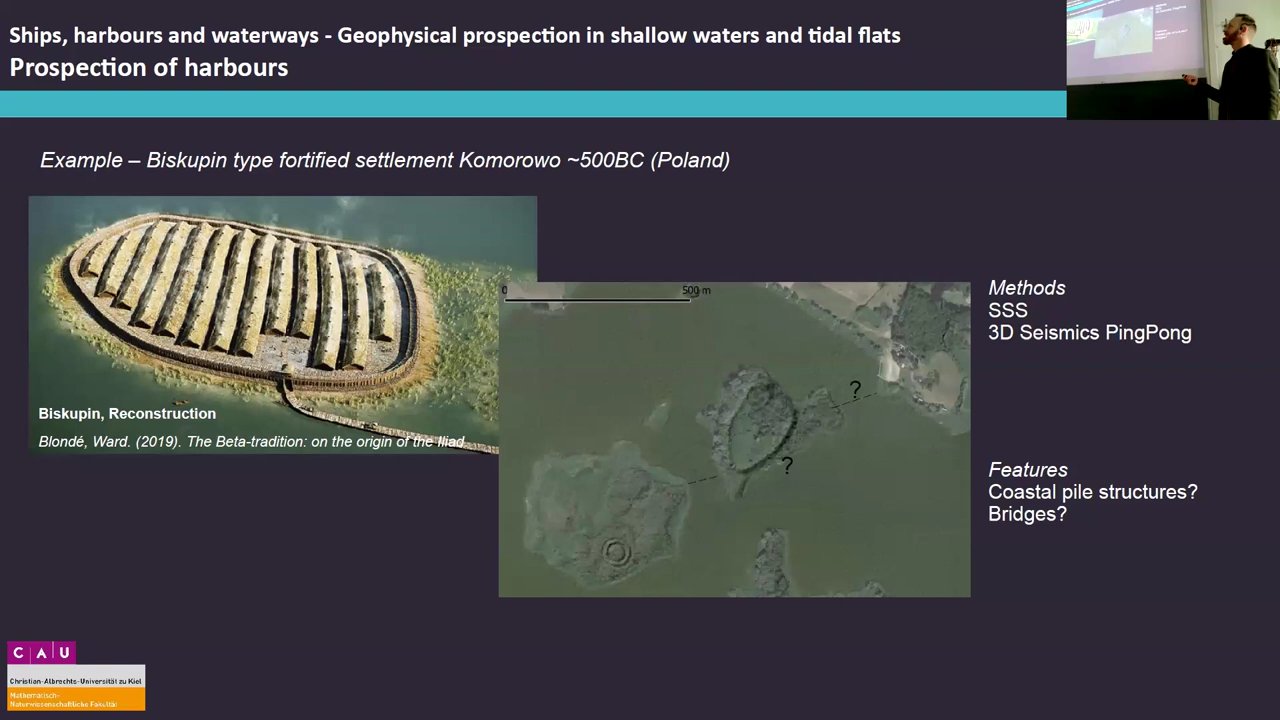 Ships, harbours and waterways - Geophysical prospection in shallow waters and tidal flats
Prospection of harbours
Example – Biskupin type fortified settlement Komorowo ~500BC (Poland)
Biskupin, Reconstruction
Blondé, Ward. (2019). The Beta-tradition: on the origin of the Iliad.
0 500 m
?
?
Methods
SSS
3D Seismics PingPong
Features
Coastal pile structures?
Bridges?
C A U
Christian-Albrechts-Universität zu Kiel
Mathematisch-
Naturwissenschaftliche Fakultät